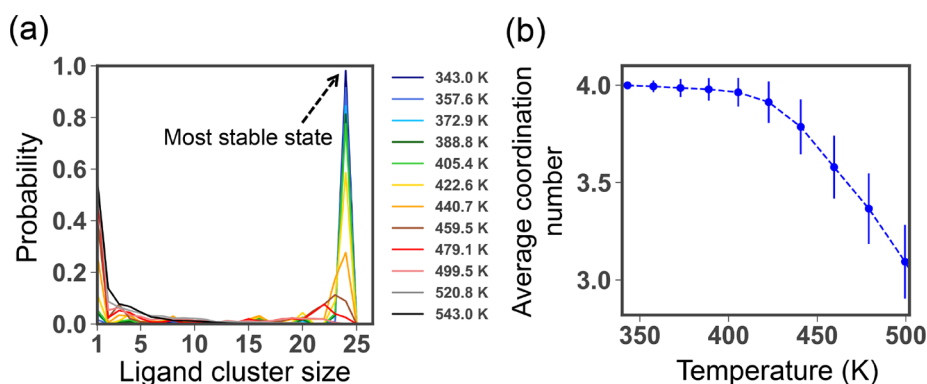 (a)
1.0
0.8
0.6
0.4
0.2
0.0
Probability
Most stable state
1
5
10
15
20
25
Ligand cluster size
343.0 K
357.6 K
372.9 K
388.8 K
405.4 K
422.6 K
440.7 K
459.5 K
479.1 K
499.5 K
520.8 K
543.0 K
(b)
4.0
3.5
3.0
Average coordination
number
350
400
450
500
Temperature (K)